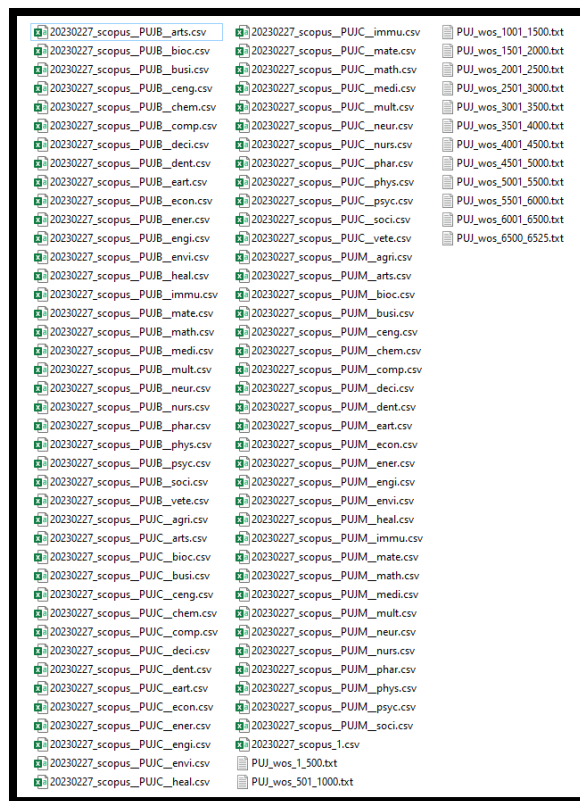 20230227_scopus__PUJB__arts.csv
20230227_scopus__PUJB__bioc.csv
20230227_scopus__PUJB__busi.csv
20230227_scopus__PUJB__ceng.csv
20230227_scopus__PUJB__chem.csv
20230227_scopus__PUJB__comp.csv
20230227_scopus__PUJB__deci.csv
20230227_scopus__PUJB__dent.csv
20230227_scopus__PUJB__eart.csv
20230227_scopus__PUJB__econ.csv
20230227_scopus__PUJB__ener.csv
20230227_scopus__PUJB__engi.csv
20230227_scopus__PUJB__envi.csv
20230227_scopus__PUJB__heal.csv
20230227_scopus__PUJB__immu.csv
20230227_scopus__PUJB__mate.csv
20230227_scopus__PUJB__math.csv
20230227_scopus__PUJB__medi.csv
20230227_scopus__PUJB__mult.csv
20230227_scopus__PUJB__neur.csv
20230227_scopus__PUJB__nurs.csv
20230227_scopus__PUJB__phar.csv
20230227_scopus__PUJB__phys.csv
20230227_scopus__PUJB__psyc.csv
20230227_scopus__PUJB__soci.csv
20230227_scopus__PUJB__vete.csv
20230227_scopus__PUJC__agri.csv
20230227_scopus__PUJC__arts.csv
20230227_scopus__PUJC__bioc.csv
20230227_scopus__PUJC__busi.csv
20230227_scopus__PUJC__ceng.csv
20230227_scopus__PUJC__chem.csv
20230227_scopus__PUJC__comp.csv
20230227_scopus__PUJC__deci.csv
20230227_scopus__PUJC__dent.csv
20230227_scopus__PUJC__eart.csv
20230227_scopus__PUJC__econ.csv
20230227_scopus__PUJC__ener.csv
20230227_scopus__PUJC__engi.csv
20230227_scopus__PUJC__envi.csv
20230227_scopus__PUJC__heal.csv
20230227_scopus__PUJC__immu.csv
20230227_scopus__PUJC__mate.csv
20230227_scopus__PUJC__math.csv
20230227_scopus__PUJC__medi.csv
20230227_scopus__PUJC__mult.csv
20230227_scopus__PUJC__neur.csv
20230227_scopus__PUJC__nurs.csv
20230227_scopus__PUJC__phar.csv
20230227_scopus__PUJC__phys.csv
20230227_scopus__PUJC__psyc.csv
20230227_scopus__PUJC__soci.csv
20230227_scopus__PUJC__vete.csv
20230227_scopus__PUJM__agri.csv
20230227_scopus__PUJM__arts.csv
20230227_scopus__PUJM__bioc.csv
20230227_scopus__PUJM__busi.csv
20230227_scopus__PUJM__ceng.csv
20230227_scopus__PUJM__chem.csv
20230227_scopus__PUJM__comp.csv
20230227_scopus__PUJM__deci.csv
20230227_scopus__PUJM__dent.csv
20230227_scopus__PUJM__eart.csv
20230227_scopus__PUJM__econ.csv
20230227_scopus__PUJM__ener.csv
20230227_scopus__PUJM__engi.csv
20230227_scopus__PUJM__envi.csv
20230227_scopus__PUJM__heal.csv
20230227_scopus__PUJM__immu.csv
20230227_scopus__PUJM__mate.csv
20230227_scopus__PUJM__math.csv
20230227_scopus__PUJM__medi.csv
20230227_scopus__PUJM__mult.csv
20230227_scopus__PUJM__neur.csv
20230227_scopus__PUJM__nurs.csv
20230227_scopus__PUJM__phar.csv
20230227_scopus__PUJM__phys.csv
20230227_scopus__PUJM__psyc.csv
20230227_scopus__PUJM__soci.csv
20230227_scopus_1.csv
PUJ_wos_1_500.txt
PUJ_wos_501_1000.txt
PUJ_wos_1001_1500.txt
PUJ_wos_1501_2000.txt
PUJ_wos_2001_2500.txt
PUJ_wos_2501_3000.txt
PUJ_wos_3001_3500.txt
PUJ_wos_3501_4000.txt
PUJ_wos_4001_4500.txt
PUJ_wos_4501_5000.txt
PUJ_wos_5001_5500.txt
PUJ_wos_5501_6000.txt
PUJ_wos_6001_6500.txt
PUJ_wos_6500_6525.txt